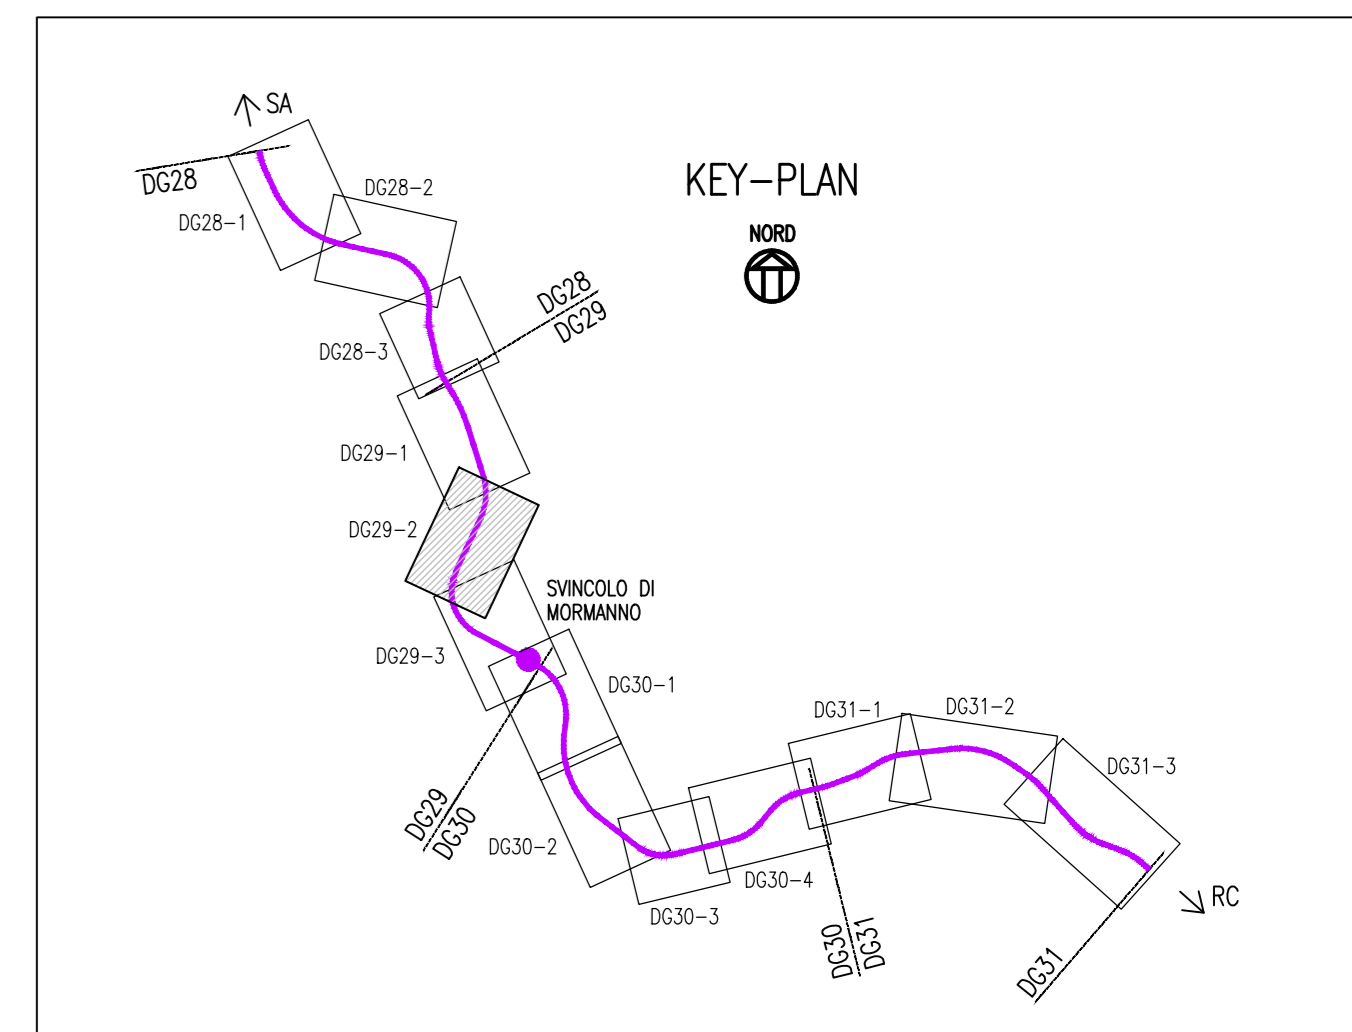 SA
DG28
DG28-1
DG28-2
KEY-PLAN
NORD
DG28
DG29
DG28-3
DG29-1
DG29-2
SVINCOLO DI
MORMANNO
DG29-3
DG30-1
DG29
DG30
DG30-2
DG30-3
DG30-4
DG31-1
DG31-2
DG31-3
DG30
DG31
RC
DG31